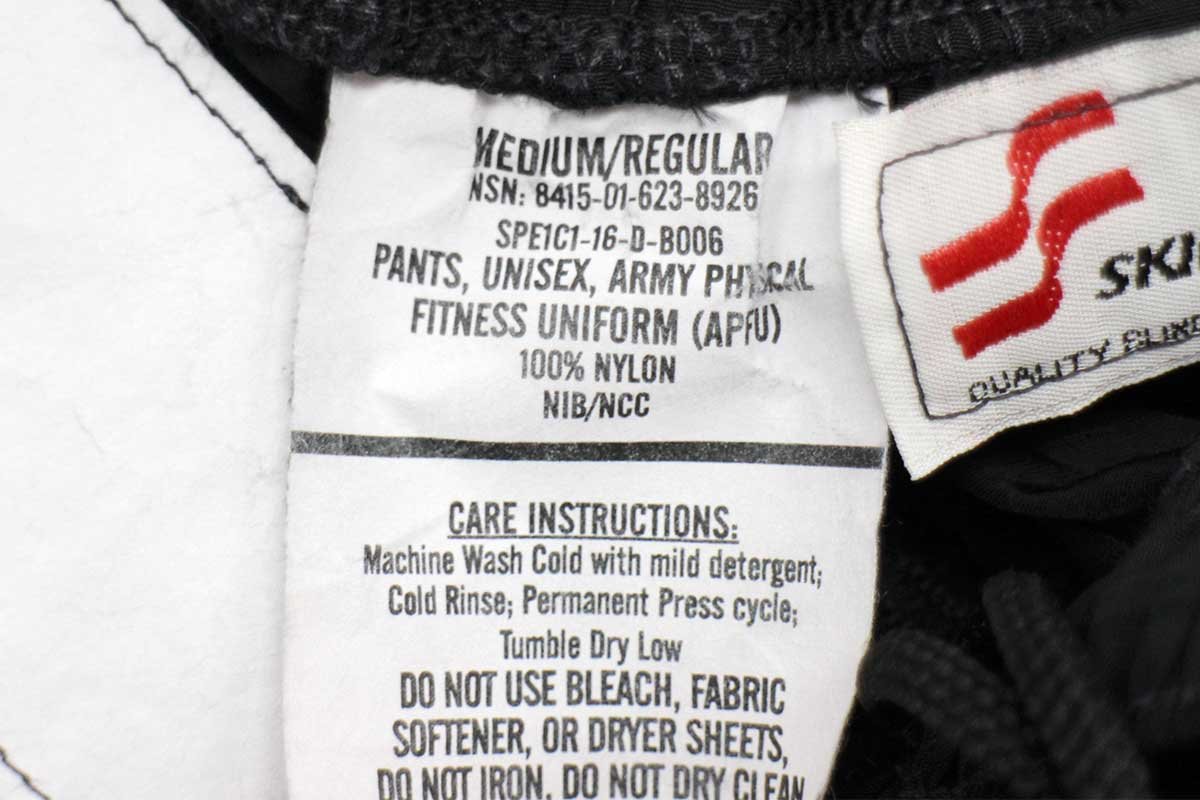 MEDIUM/REGULAR
NSN: 8415-01-623-8926
SPE1C1-16-D-B006
PANTS, UNISEX, ARMY PHYSICAL
FITNESS UNIFORM (APFU)
100% NYLON
NIB/NCC
CARE INSTRUCTIONS:
Machine Wash Cold with mild detergent;
Cold Rinse; Permanent Press cycle;
Tumble Dry Low
DO NOT USE BLEACH, FABRIC
SOFTENER, OR DRYER SHEETS,
DO NOT IRON, DO NOT DRY CLEAN
SKI
QUALITY